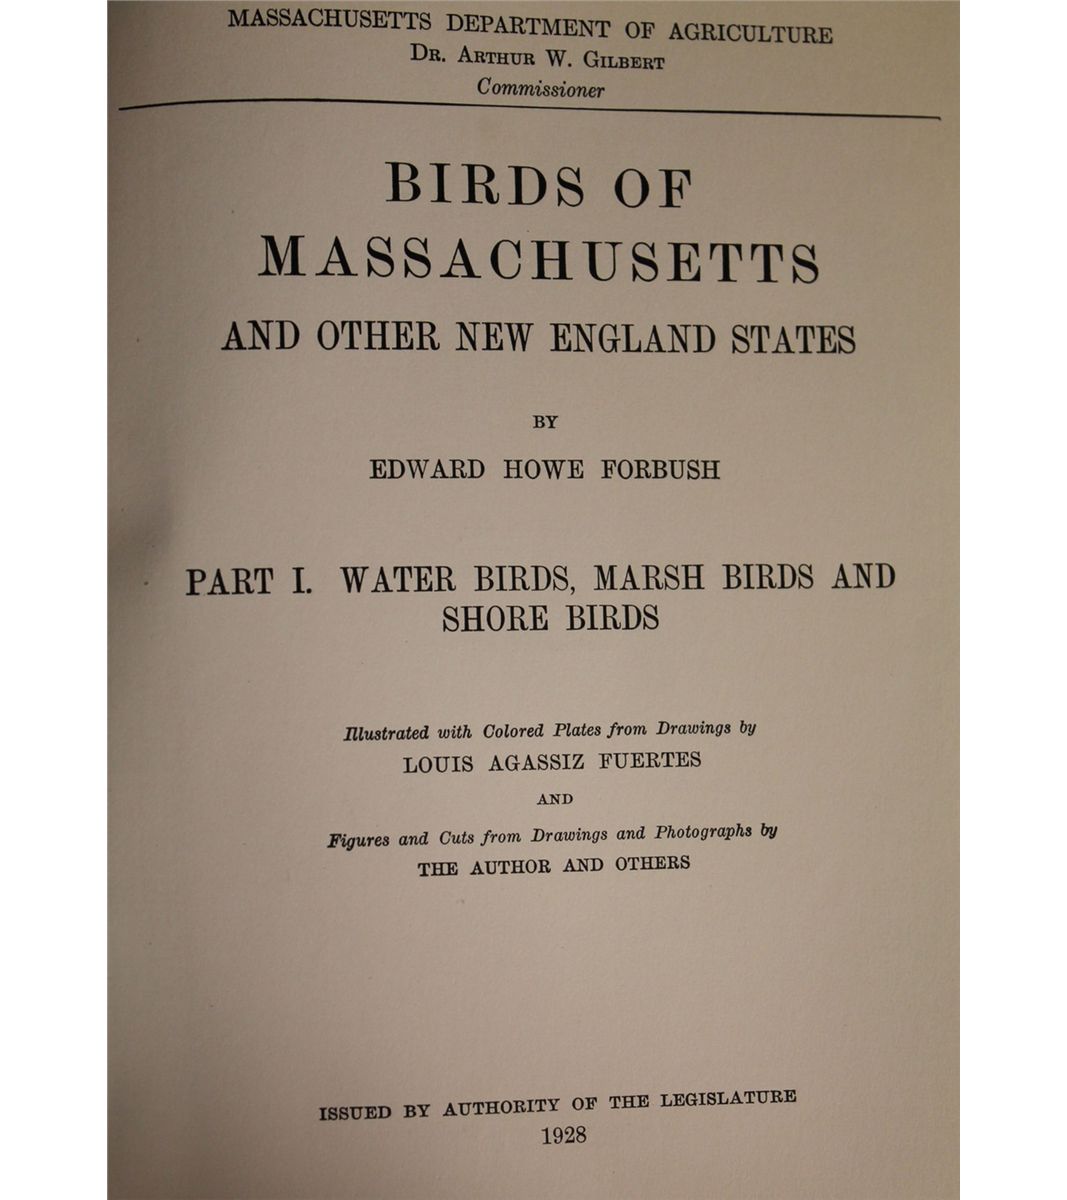 MASSACHUSETTS DEPARTMENT OF AGRICULTURE
DR. ARTHUR W. GILBERT
Commissioner
BIRDS OF
MASSACHUSETTS
AND OTHER NEW ENGLAND STATES
BY
EDWARD HOWE FORBUSH
PART I. WATER BIRDS, MARSH BIRDS AND
SHORE BIRDS
Illustrated with Colored Plates from Drawings by
LOUIS AGASSIZ FUERTES
AND
Figures and Cuts from Drawings and Photographs by
THE AUTHOR AND OTHERS
ISSUED BY AUTHORITY OF THE LEGISLATURE
1928